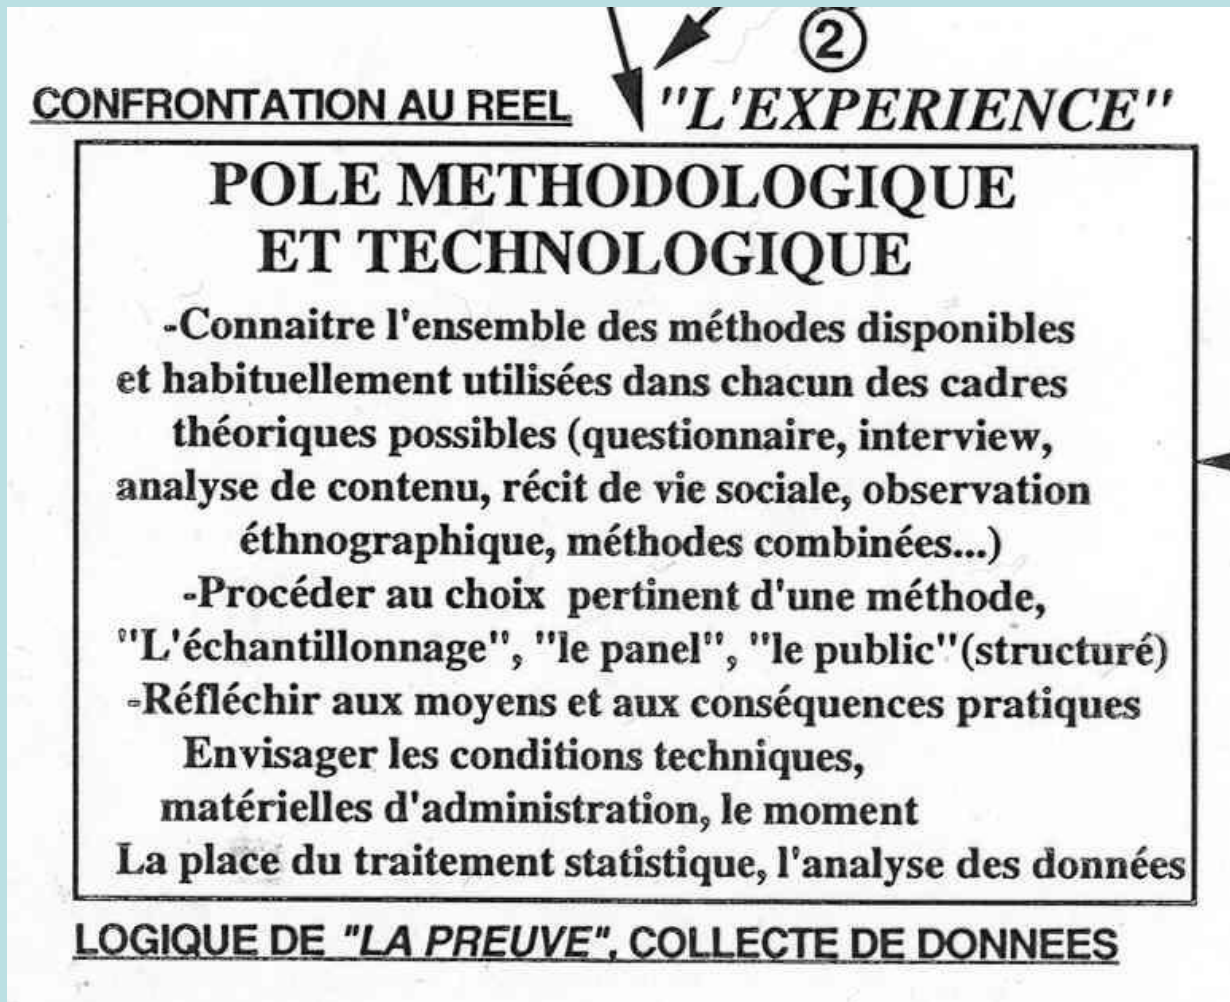 ②
CONFRONTATION AU REEL "L'EXPERIENCE"
POLE METHODOLOGIQUE
ET TECHNOLOGIQUE
-Connaitre l'ensemble des méthodes disponibles
et habituellement utilisées dans chacun des cadres
théoriques possibles (questionnaire, interview,
analyse de contenu, récit de vie sociale, observation
éthnographique, méthodes combinées...)
-Procéder au choix pertinent d'une méthode,
"L'échantillonnage", "le panel", "le public"(structuré)
-Réfléchir aux moyens et aux conséquences pratiques
Envisager les conditions techniques,
matérielles d'administration, le moment
La place du traitement statistique, l'analyse des données
LOGIQUE DE "LA PREUVE", COLLECTE DE DONNEES